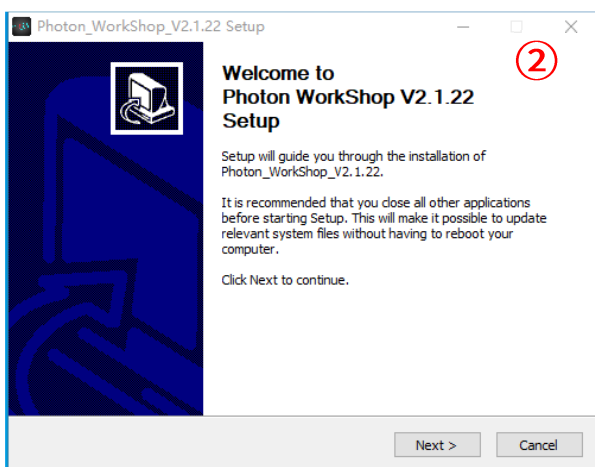 Photon_WorkShop_V2.1.22 Setup
②
Welcome to
Photon WorkShop V2.1.22
Setup
Setup will guide you through the installation of
Photon_WorkShop_V2.1.22.
It is recommended that you close all other applications
before starting Setup. This will make it possible to update
relevant system files without having to reboot your
computer.
Click Next to continue.
Next >
Cancel